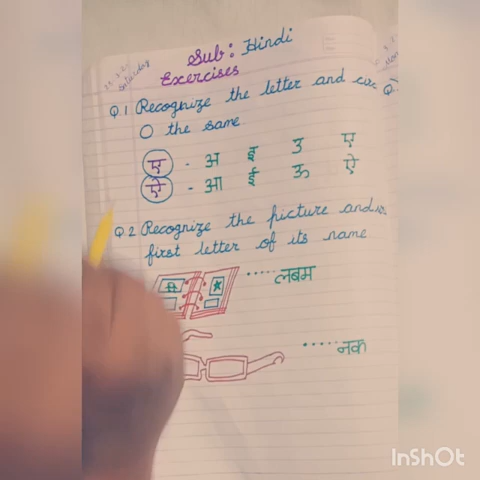 Sub: Hindi
Saturday
Exercises
Q.1 Recognize the letter and
O the same
ए - अ इ उ ए
ऐ - आ ई ऊ ऐ
Q.2 Recognize the picture and
first letter of its name
..... लबम
..... नक
InShOt